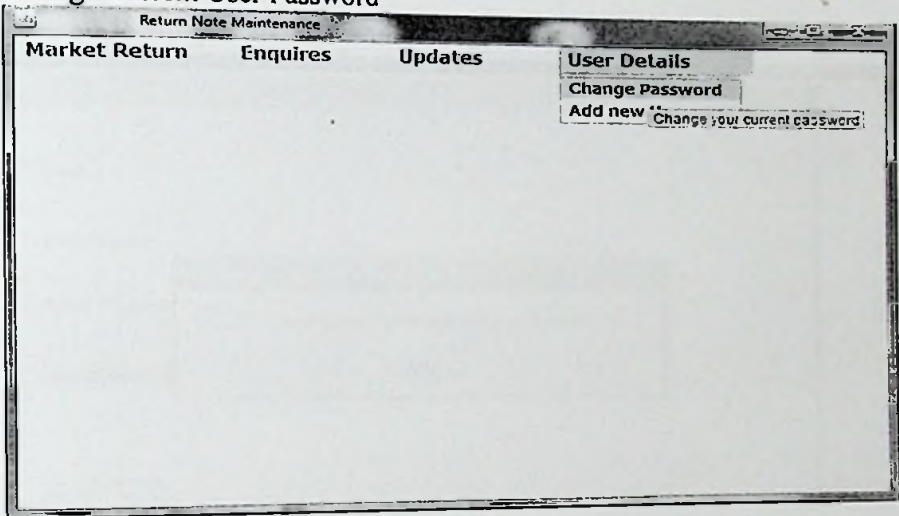 User Password
Return Note Maintenance
Market Return Enquires Updates User Details
Change Password
Add new
Change your current password